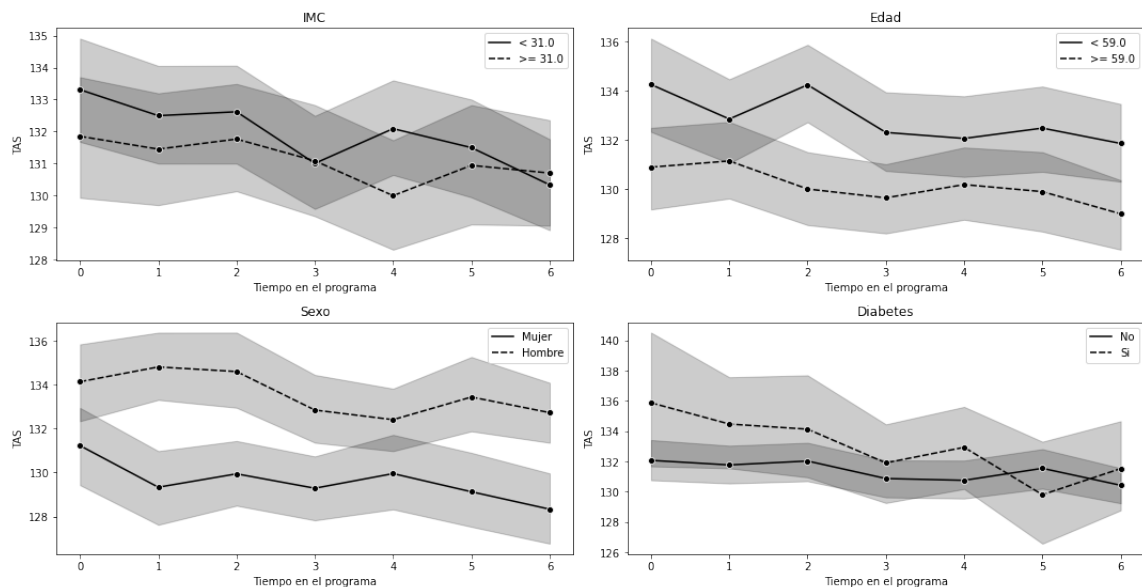 IMC
135
134
133
132
131
130
129
128
TAS
0 1 2 3 4 5 6
Tiempo en el programa
< 31.0
>= 31.0
Edad
136
134
132
130
128
TAS
0 1 2 3 4 5 6
Tiempo en el programa
< 59.0
>= 59.0
Sexo
136
134
132
130
128
TAS
0 1 2 3 4 5 6
Tiempo en el programa
Mujer
Hombre
Diabetes
140
138
136
134
132
130
128
126
TAS
0 1 2 3 4 5 6
Tiempo en el programa
No
Si